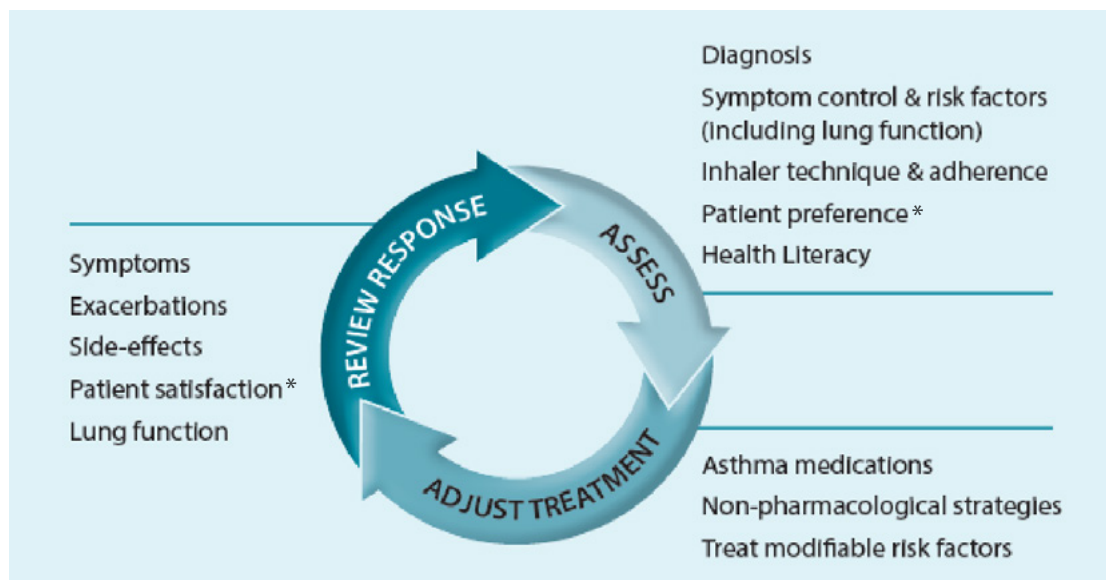 Diagnosis
Symptom control & risk factors
(including lung function)
Inhaler technique & adherence
Patient preference*
Health Literacy
ASSESS
Asthma medications
Non-pharmacological strategies
Treat modifiable risk factors
ADJUST TREATMENT
REVIEW RESPONSE
Symptoms
Exacerbations
Side-effects
Patient satisfaction*
Lung function